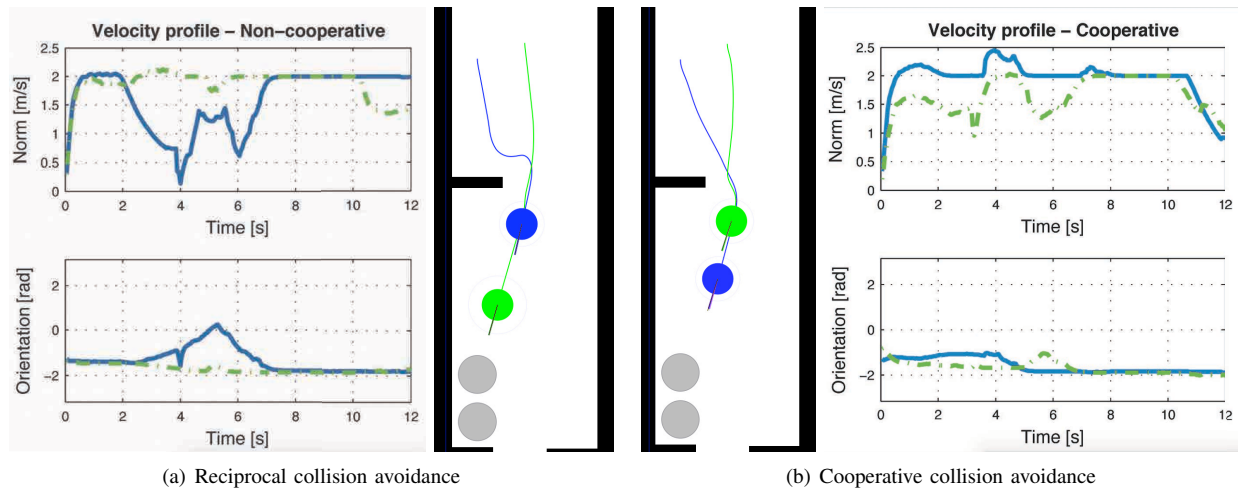 Velocity profile – Non–cooperative
2.5
2
1.5
1
0.5
0
Norm [m/s]
0 2 4 6 8 10 12
Time [s]
2
0
−2
Orientation [rad]
0 2 4 6 8 10 12
Time [s]
(a) Reciprocal collision avoidance
Velocity profile – Cooperative
2.5
2
1.5
1
0.5
0
Norm [m/s]
0 2 4 6 8 10 12
Time [s]
2
0
−2
Orientation [rad]
0 2 4 6 8 10 12
Time [s]
(b) Cooperative collision avoidance